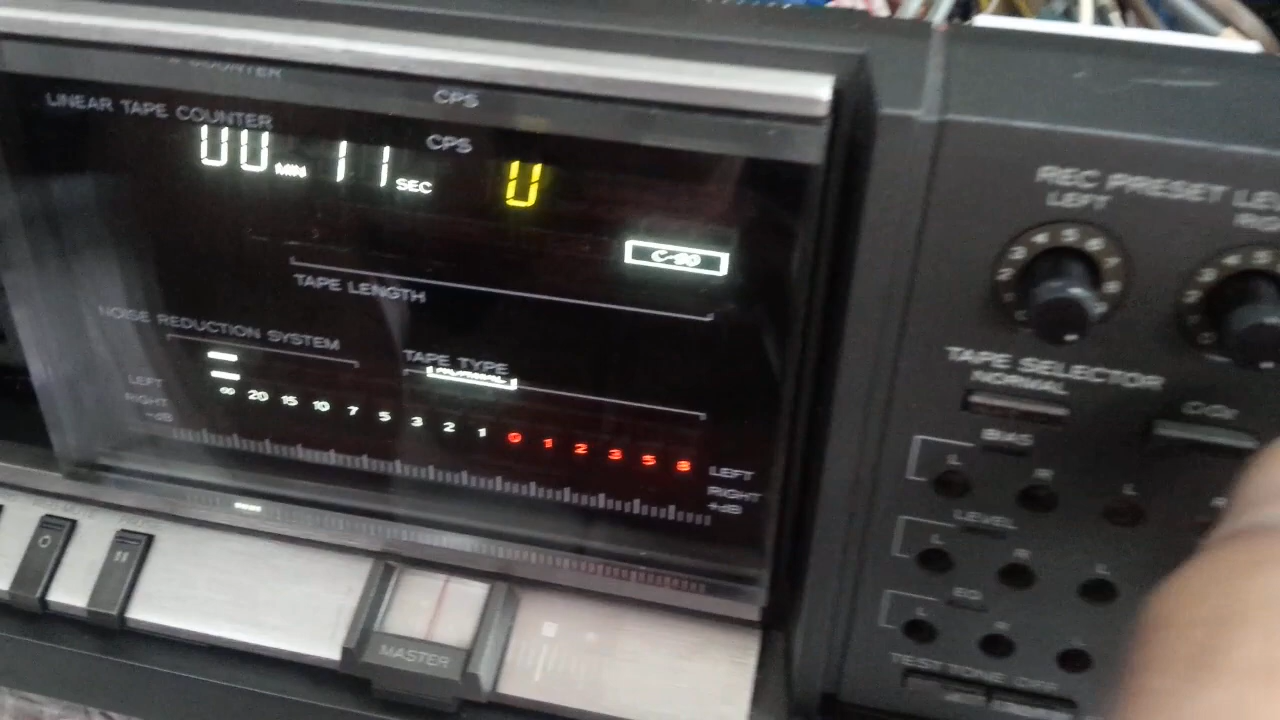 COUNTER
CPS
LINEAR TAPE COUNTER
CPS
00 MIN 11 SEC 0
C-90
TAPE LENGTH
NOISE REDUCTION SYSTEM
TAPE TYPE
NORMAL
LEFT
RIGHT
∞ 20 15 10 7 5 3 2 1 0 1 2 3 5 8
LEFT
RIGHT
+dB
MASTER
REC PRESET
LEFT
TAPE SELECTOR
NORMAL
BIAS
L R L R
LEVEL
L R L
EQ
L R L
TEST TONE